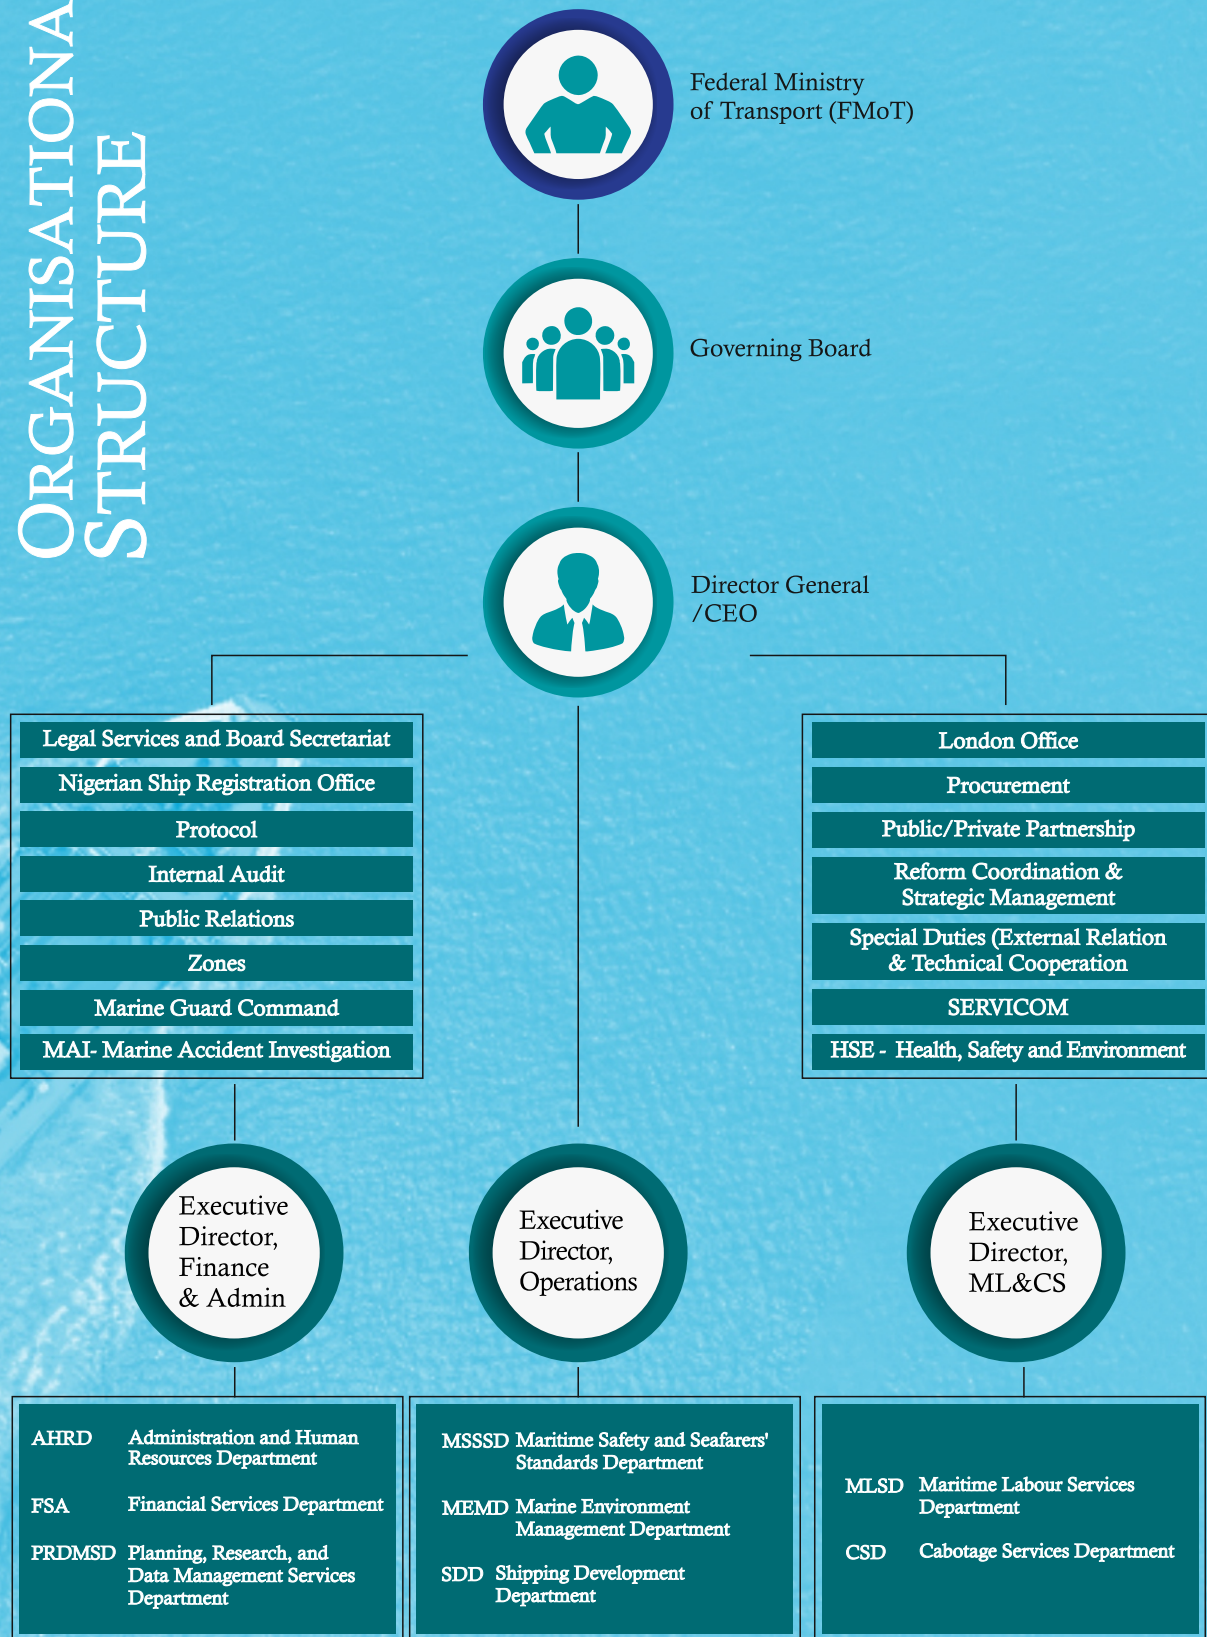 ORGANISATIONA
STRUCTURE
Federal Ministry
of Transport (FMoT)
Governing Board
Director General
/CEO
Legal Services and Board Secretariat
Nigerian Ship Registration Office
Protocol
Internal Audit
Public Relations
Zones
Marine Guard Command
MAI- Marine Accident Investigation
London Office
Procurement
Public/Private Partnership
Reform Coordination &
Strategic Management
Special Duties (External Relation
& Technical Cooperation
SERVICOM
HSE - Health, Safety and Environment
Executive
Director,
Finance
& Admin
Executive
Director,
Operations
Executive
Director,
ML&CS
AHRD Administration and Human
Resources Department
FSA Financial Services Department
PRDMSD Planning, Research, and
Data Management Services
Department
MSSSD Maritime Safety and Seafarers'
Standards Department
MEMD Marine Environment
Management Department
SDD Shipping Development
Department
MLSD Maritime Labour Services
Department
CSD Cabotage Services Department